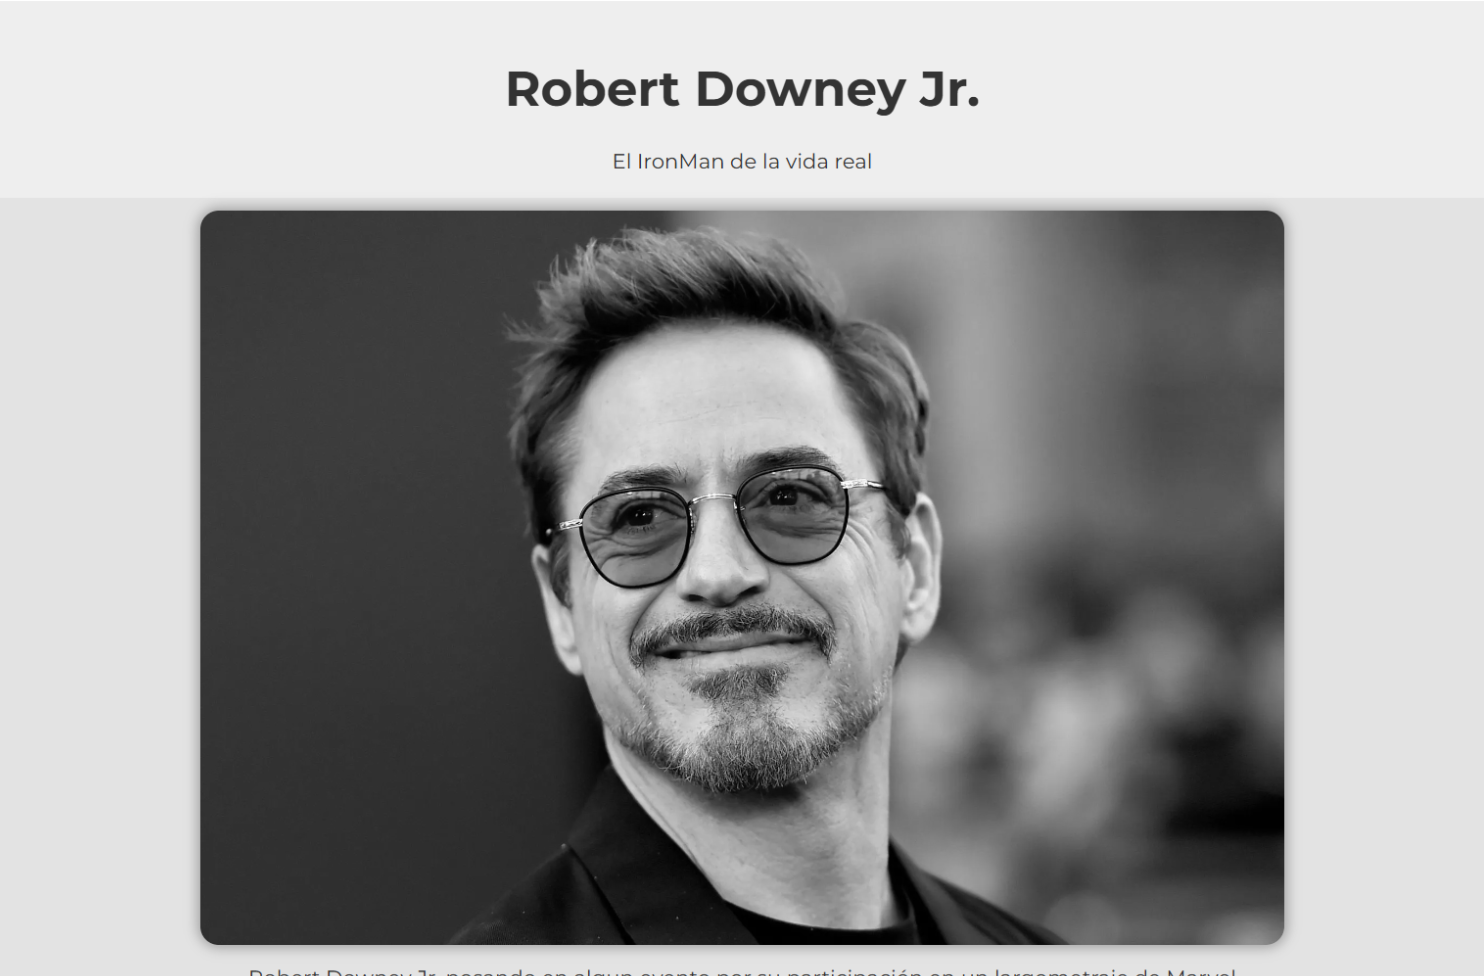 Robert Downey Jr.
El IronMan de la vida real
Robert Downey Jr. posando en algun evento por su participación en un largometraje de Marvel